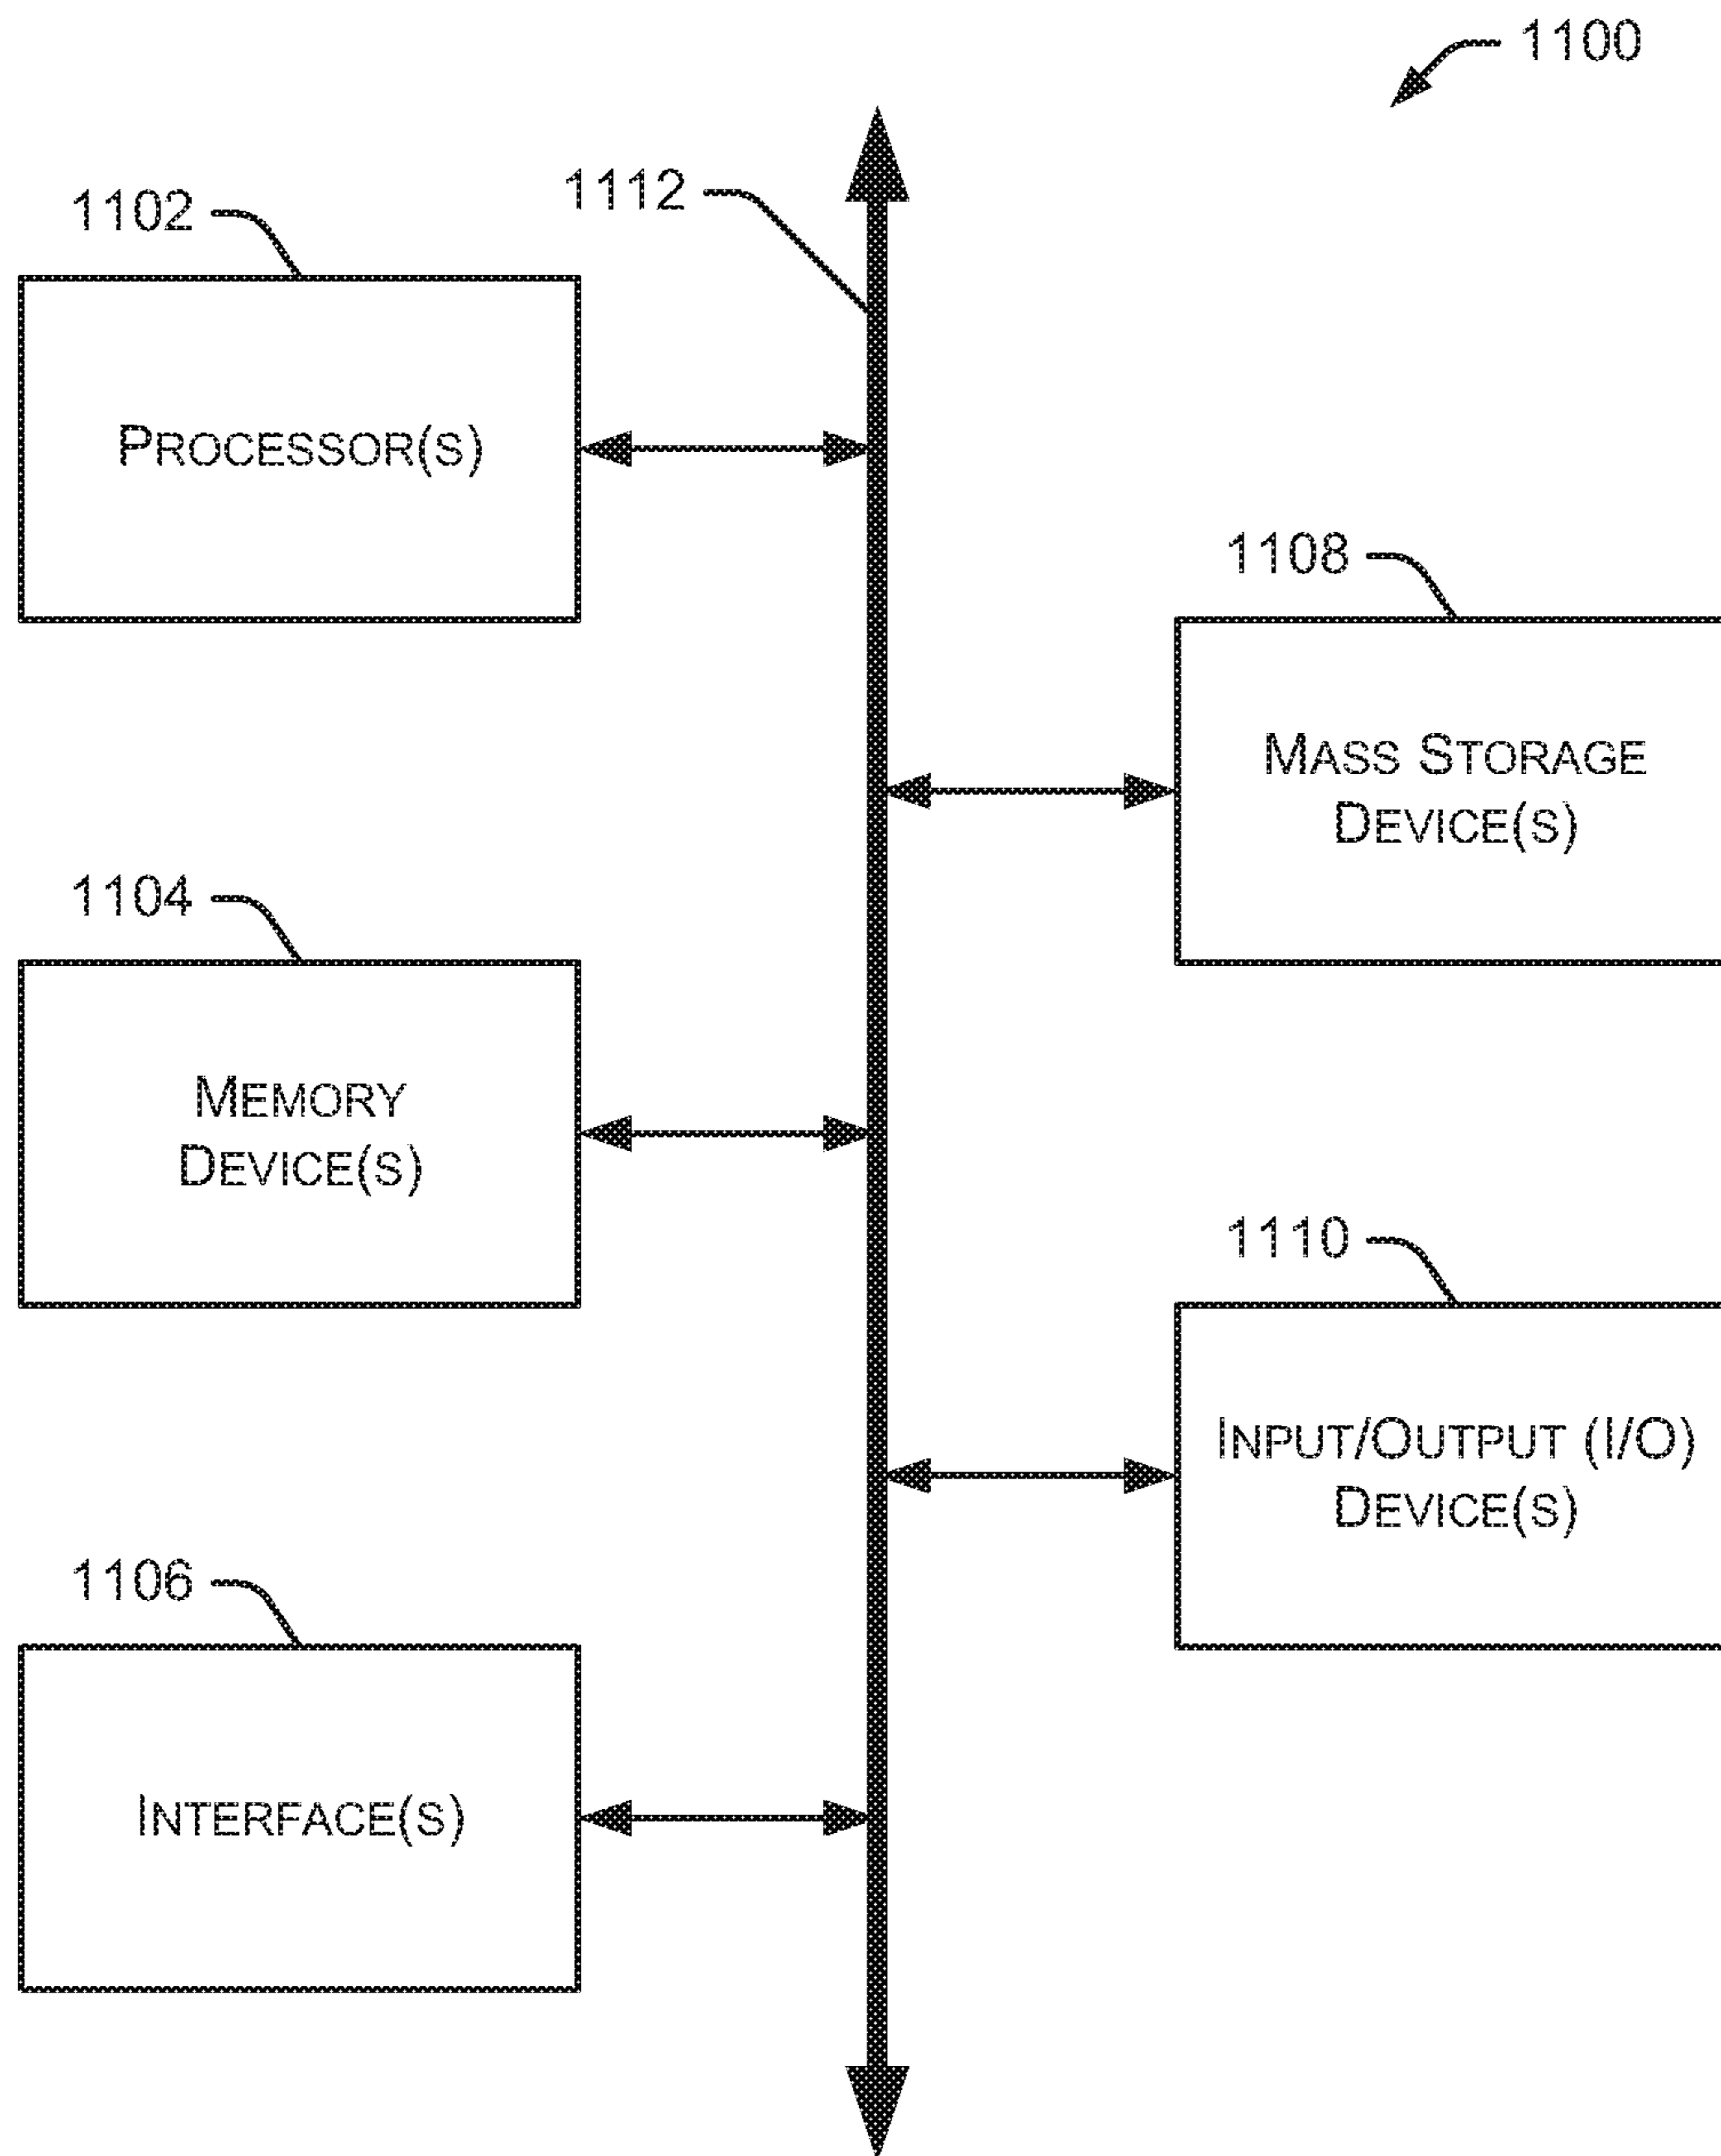 1100
1102
1112
PROCESSOR(S)
1108
MASS STORAGE
DEVICE(S)
1104
MEMORY
DEVICE(S)
1110
INPUT/OUTPUT (I/O)
DEVICE(S)
1106
INTERFACE(S)